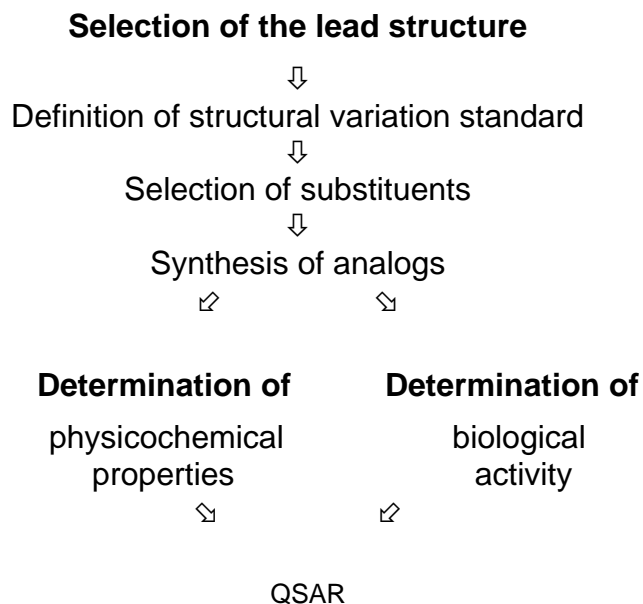 Selection of the lead structure
⇩
Definition of structural variation standard
⇩
Selection of substituents
⇩
Synthesis of analogs
⬃ ⬂
Determination of
physicochemical
properties
Determination of
biological
activity
⬂ ⬃
QSAR